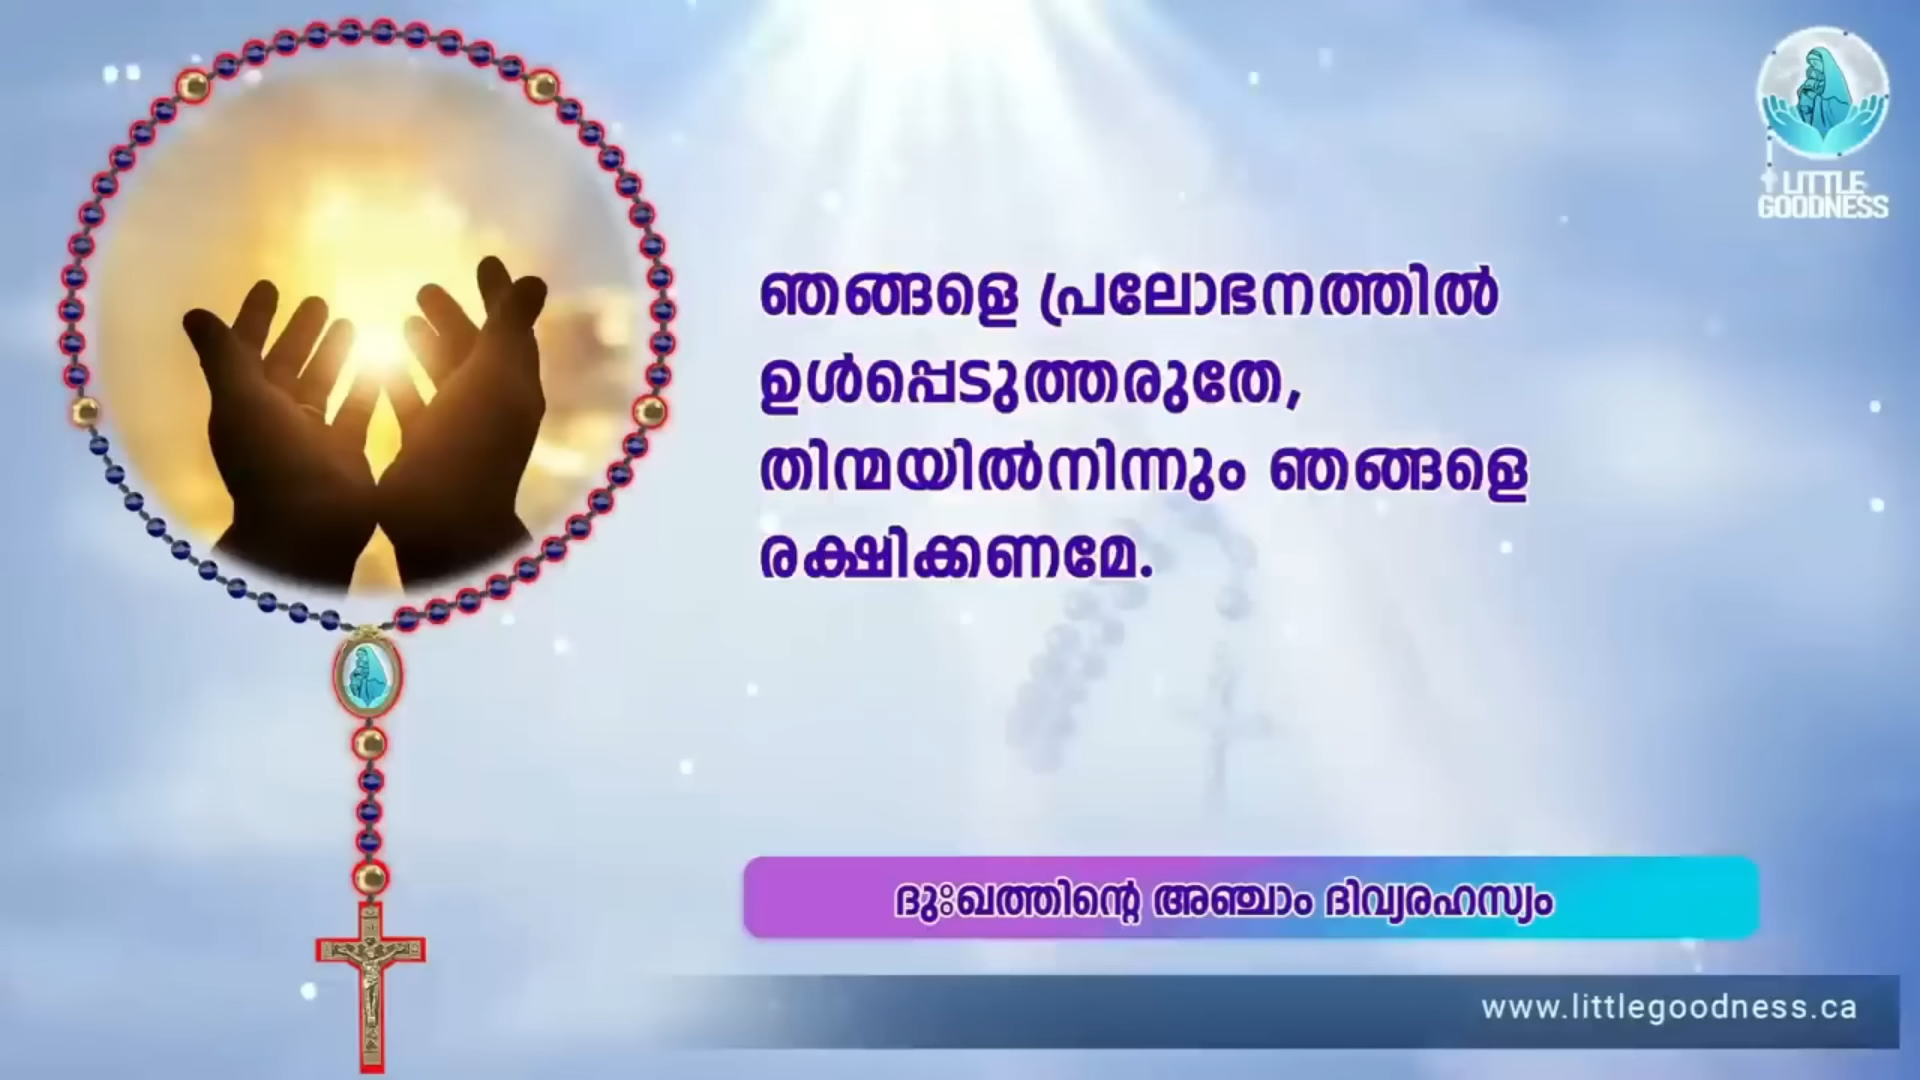 LITTLE
GOODNESS
ഞങ്ങളെ പ്രലോഭനത്തിൽ
ഉൾപ്പെടുത്തരുതേ,
തിന്മയിൽനിന്നും ഞങ്ങളെ
രക്ഷിക്കണമേ.
ദുഃഖത്തിന്റെ അഞ്ചാം ദിവ്യരഹസ്യം
www.littlegoodness.ca